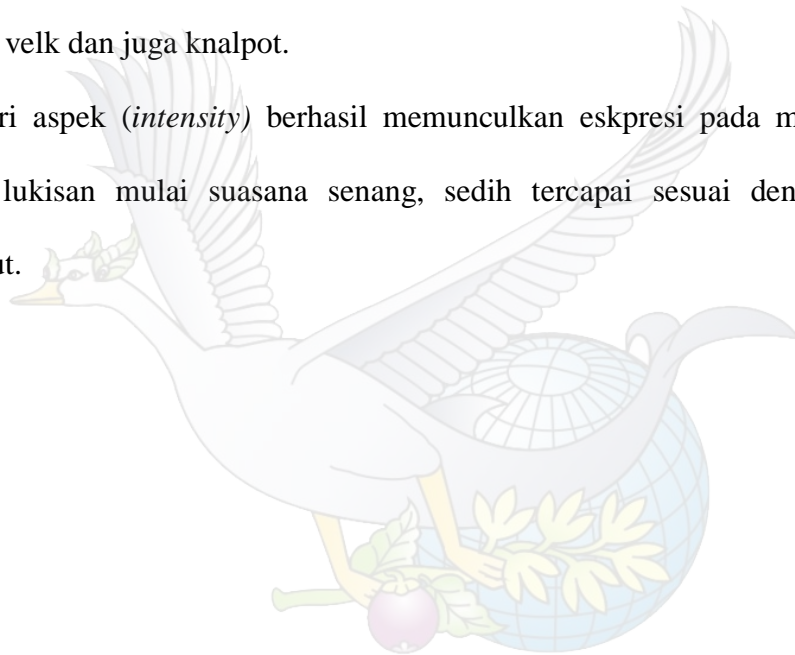 velk dan juga knalpot.
ri aspek (intensity) berhasil memunculkan eskpresi pada m
lukisan mulai suasana senang, sedih tercapai sesuai den
ut.